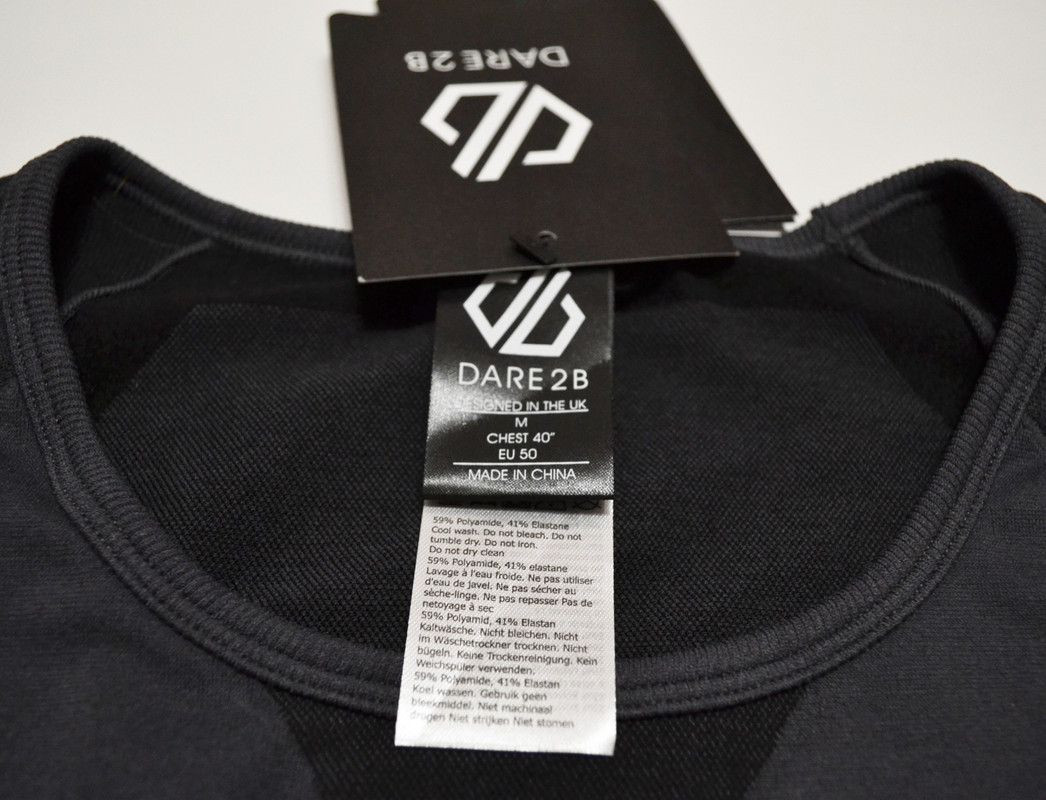 DARE 2B
DARE 2B
DESIGNED IN THE UK
M
CHEST 40"
EU 50
MADE IN CHINA
59% Polyamide, 41% Elastane
Cool wash. Do not bleach. Do not
tumble dry. Do not iron.
Do not dry clean
59% Polyamide, 41% elastane
Lavage à l'eau froide. Ne pas utiliser
d'eau de javel. Ne pas sécher au
sèche-linge. Ne pas repasser Pas de
netoyage à sec
59% Polyamid, 41% Elastan
Kaltwäsche. Nicht bleichen. Nicht
im Wäschetrockner trocknen. Nicht
bügeln. Keine Trockenreinigung. Kein
Weichspüler verwenden.
59% Polyamide, 41% Elastan
Koel wassen. Gebruik geen
bleekmiddel. Niet machinaal
drogen Niet strijken Niet stomen